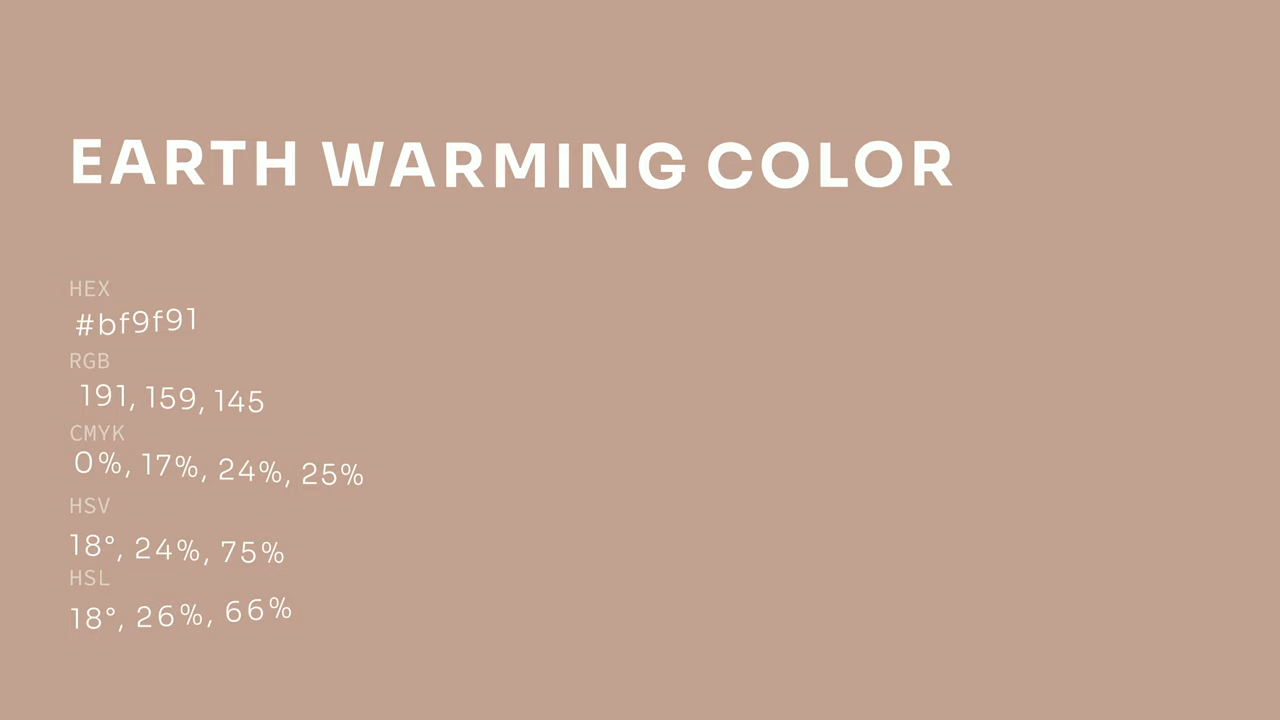 EARTH WARMING COLOR
HEX
#bf9f91
RGB
191, 159, 145
CMYK
0%, 17%, 24%, 25%
HSV
18°, 24%, 75%
HSL
18°, 26%, 66%